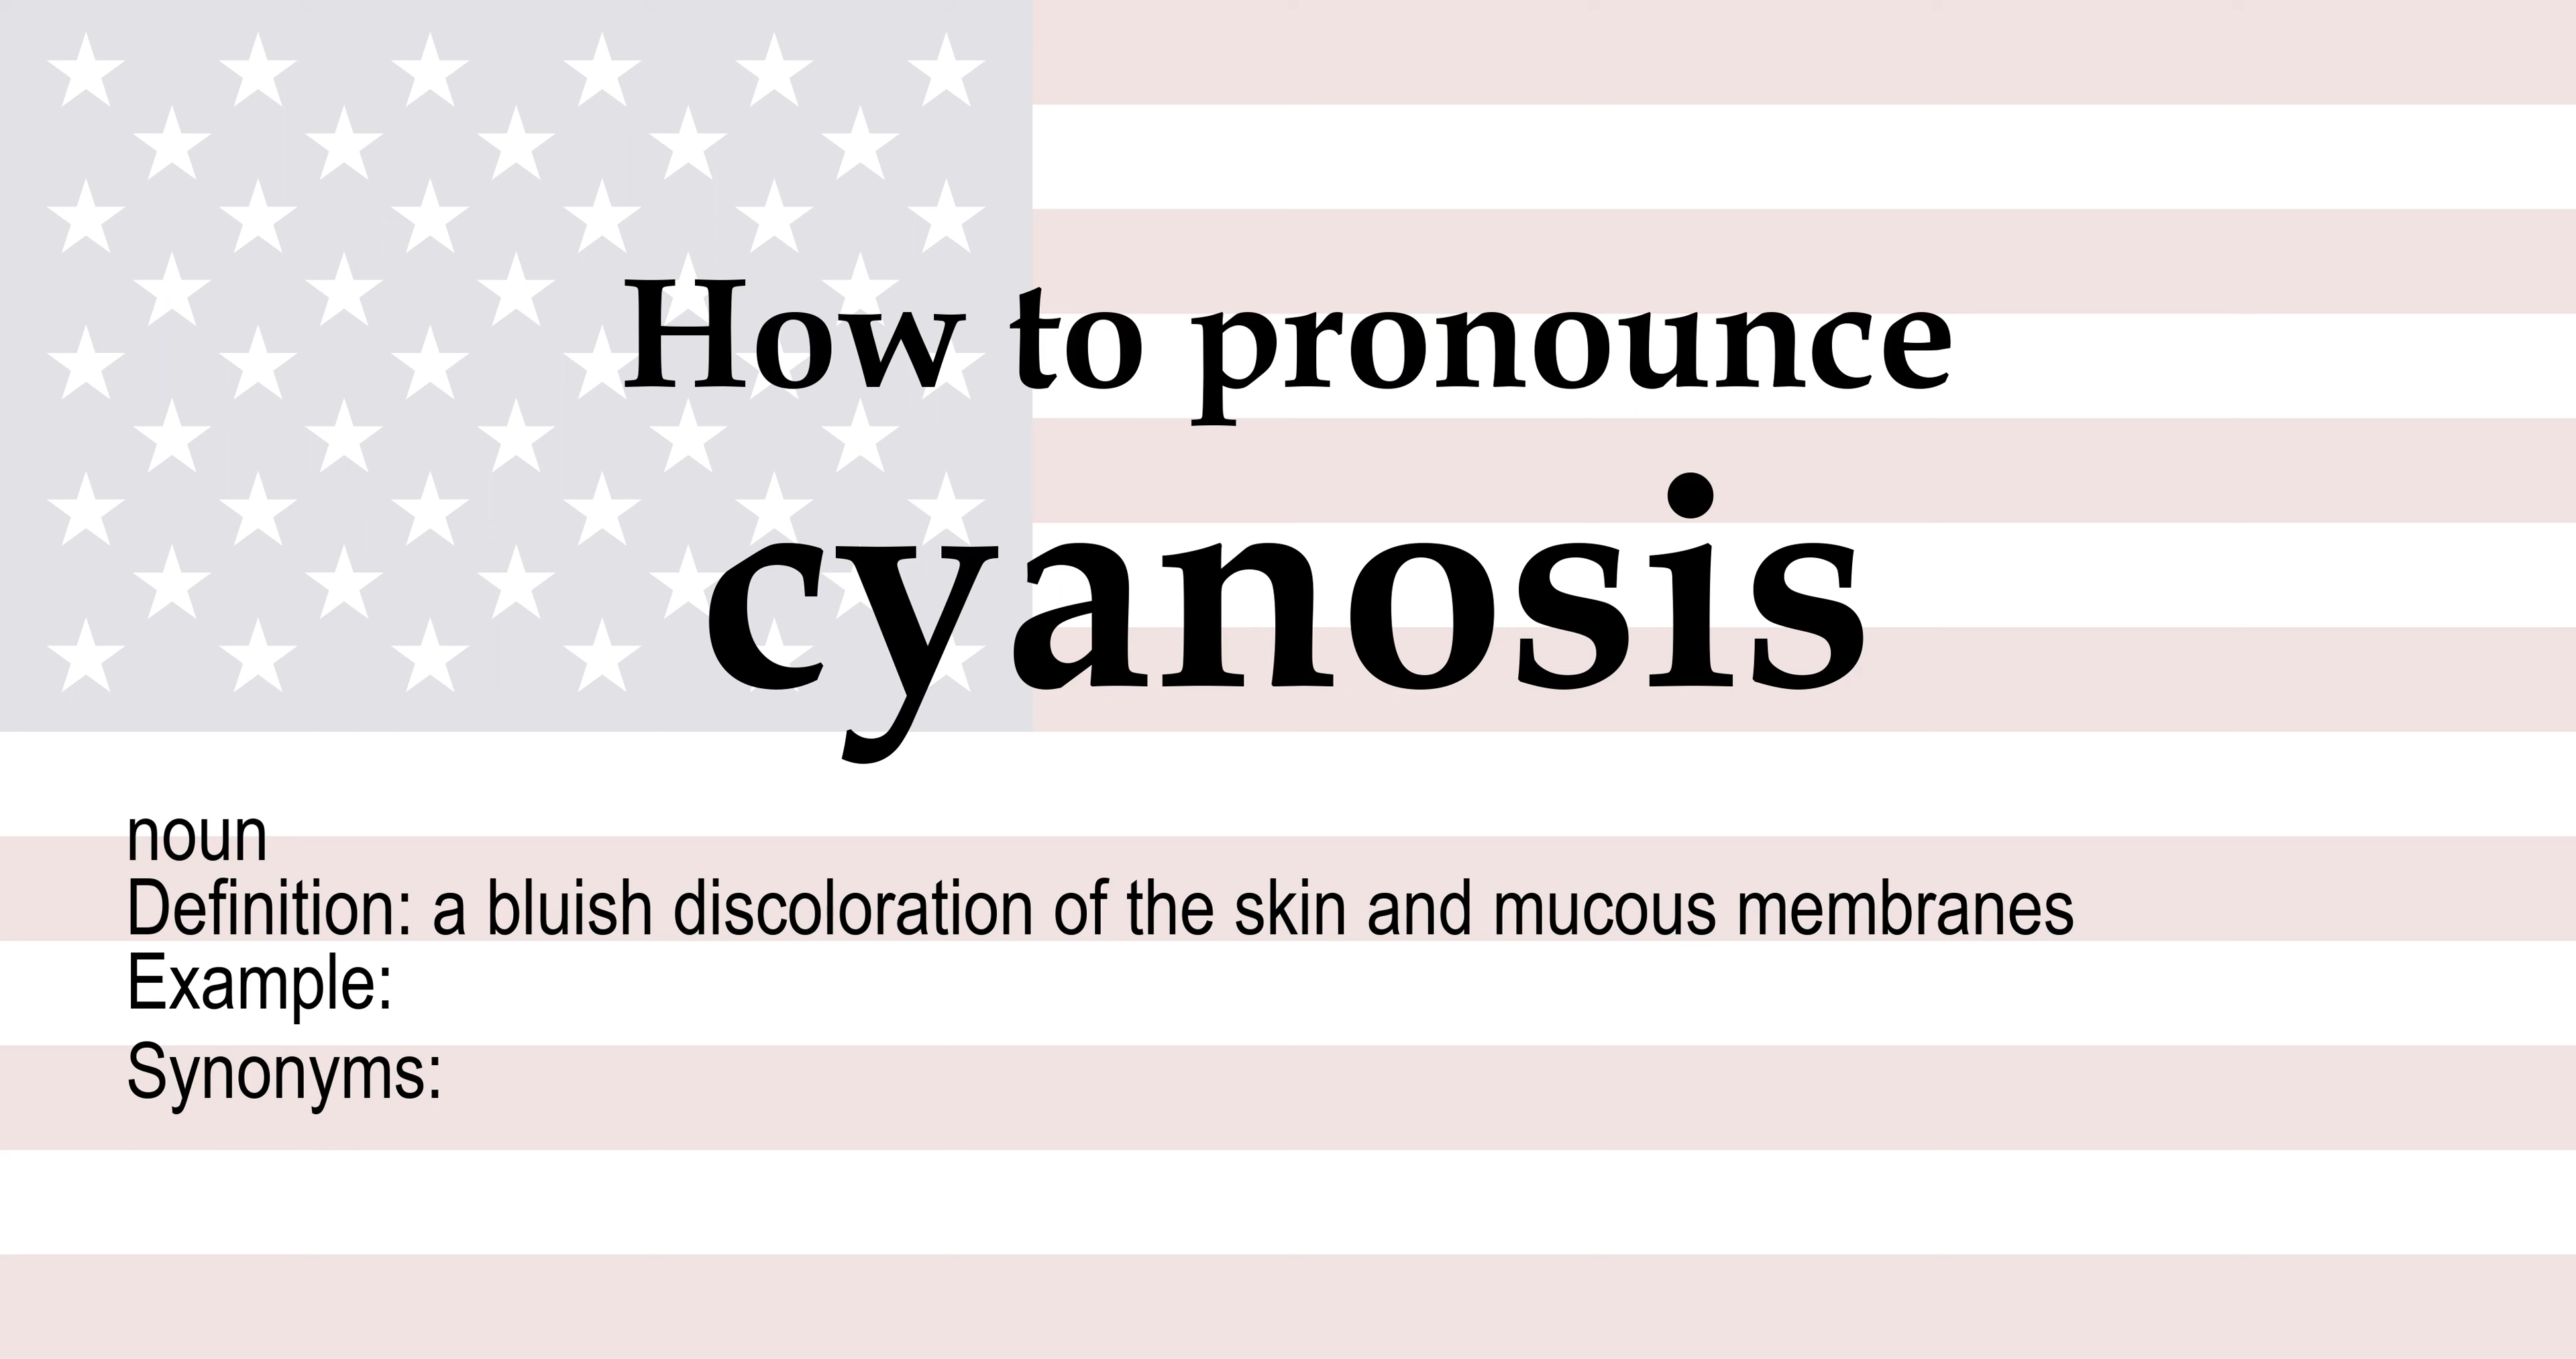 How to pronounce
cyanosis
noun
Definition: a bluish discoloration of the skin and mucous membranes
Example:
Synonyms: